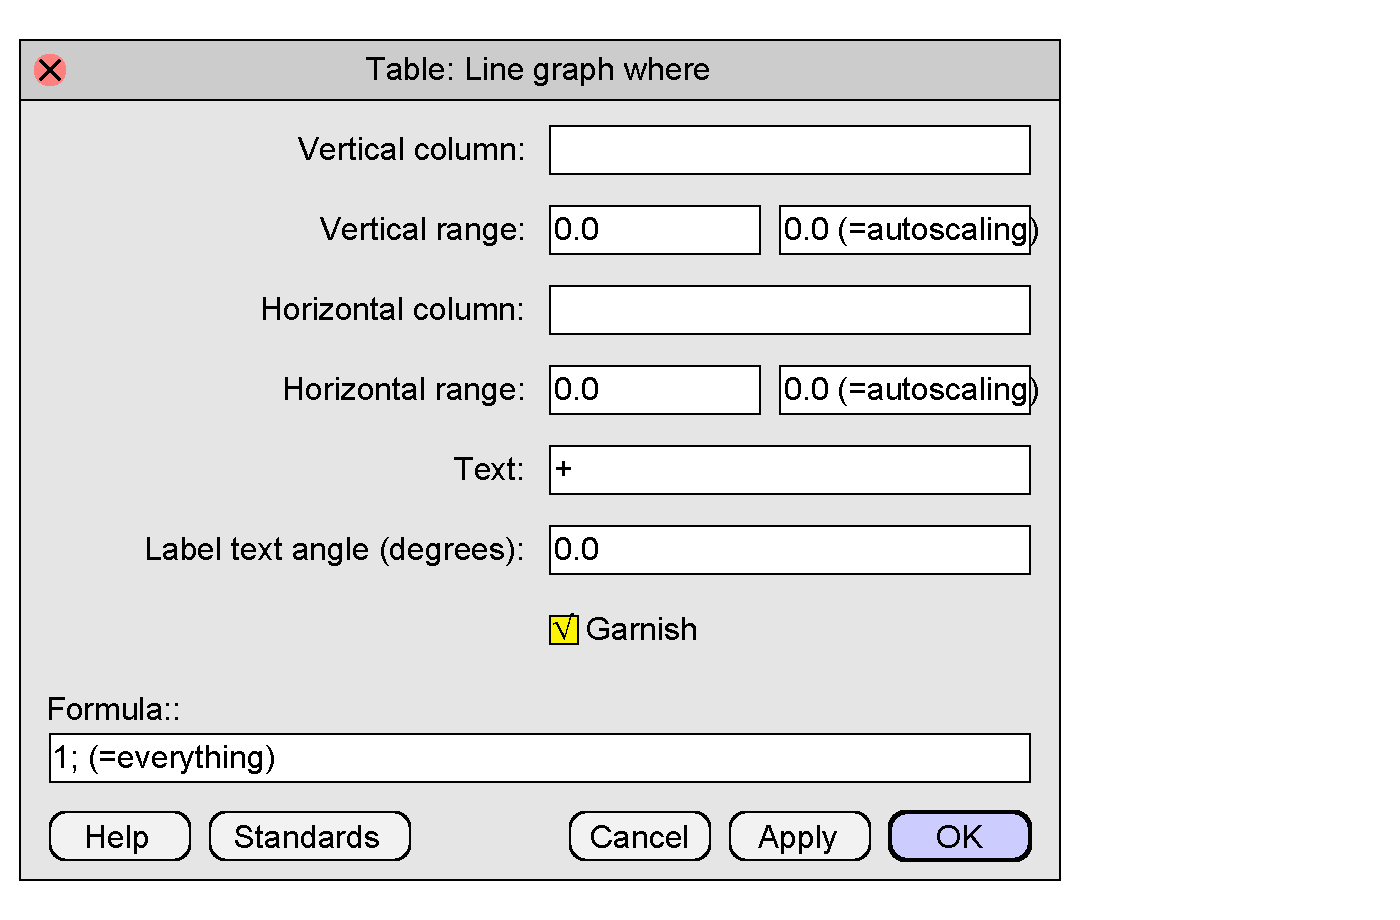 Table: Line graph where
Vertical column:
Vertical range: 0.0 0.0 (=autoscaling)
Horizontal column:
Horizontal range: 0.0 0.0 (=autoscaling)
Text: +
Label text angle (degrees): 0.0
√ Garnish
Formula::
1; (=everything)
Help Standards Cancel Apply OK